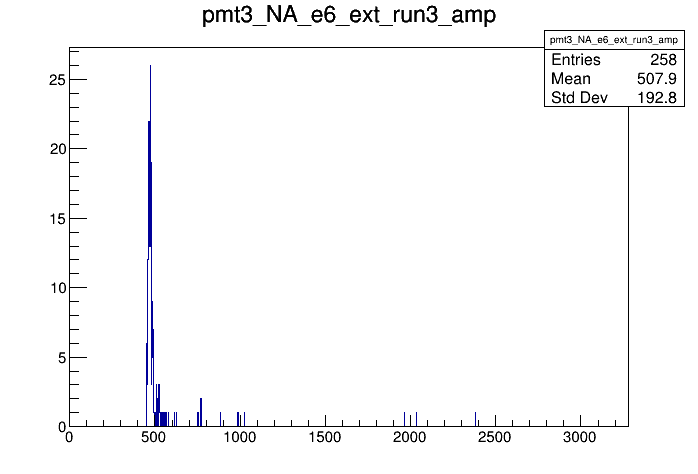 pmt3_NA_e6_ext_run3_amp
pmt3_NA_e6_ext_run3_amp
Entries 258
Mean 507.9
Std Dev 192.8
25
20
15
10
5
0
0 500 1000 1500 2000 2500 3000